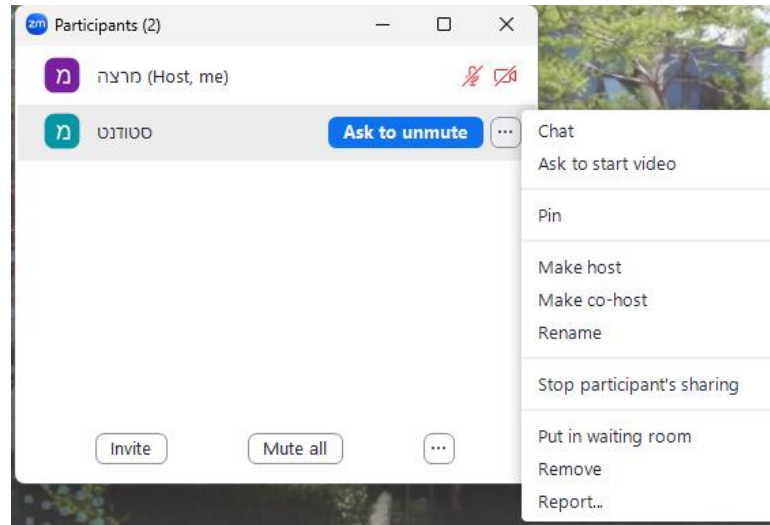 zm Participants (2)
מ מרצה (Host, me)
מ סטודנט Ask to unmute ...
Chat
Ask to start video
Pin
Make host
Make co-host
Rename
Stop participant's sharing
Put in waiting room
Remove
Report...
Invite Mute all ...